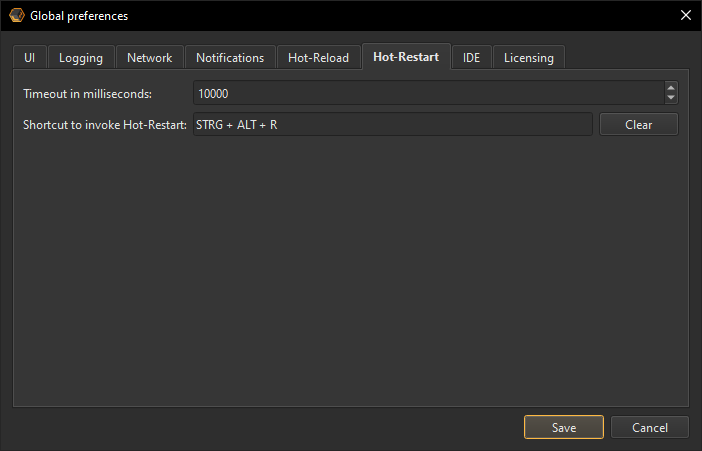 Global preferences
UI Logging Network Notifications Hot-Reload Hot-Restart IDE Licensing
Timeout in milliseconds: 10000
Shortcut to invoke Hot-Restart: STRG + ALT + R Clear
Save Cancel